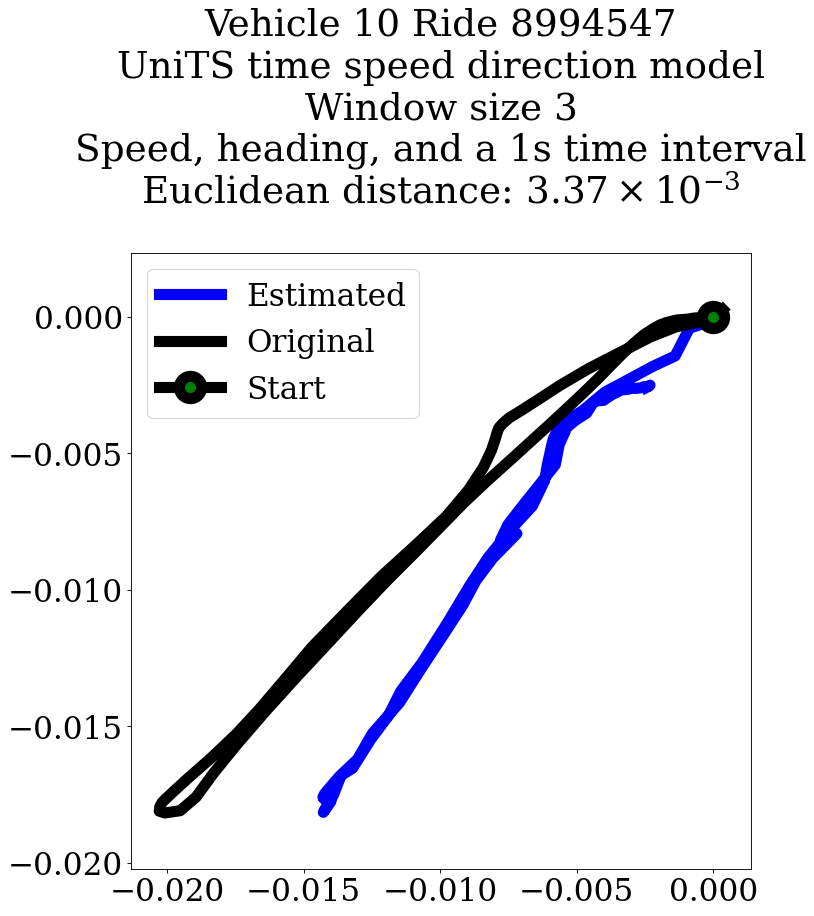 Vehicle 10 Ride 8994547
UniTS time speed direction model
Window size 3
Speed, heading, and a 1s time interval
Euclidean distance: 3.37 × 10⁻³
Estimated
Original
Start
0.000
−0.005
−0.010
−0.015
−0.020
−0.020 −0.015 −0.010 −0.005 0.000